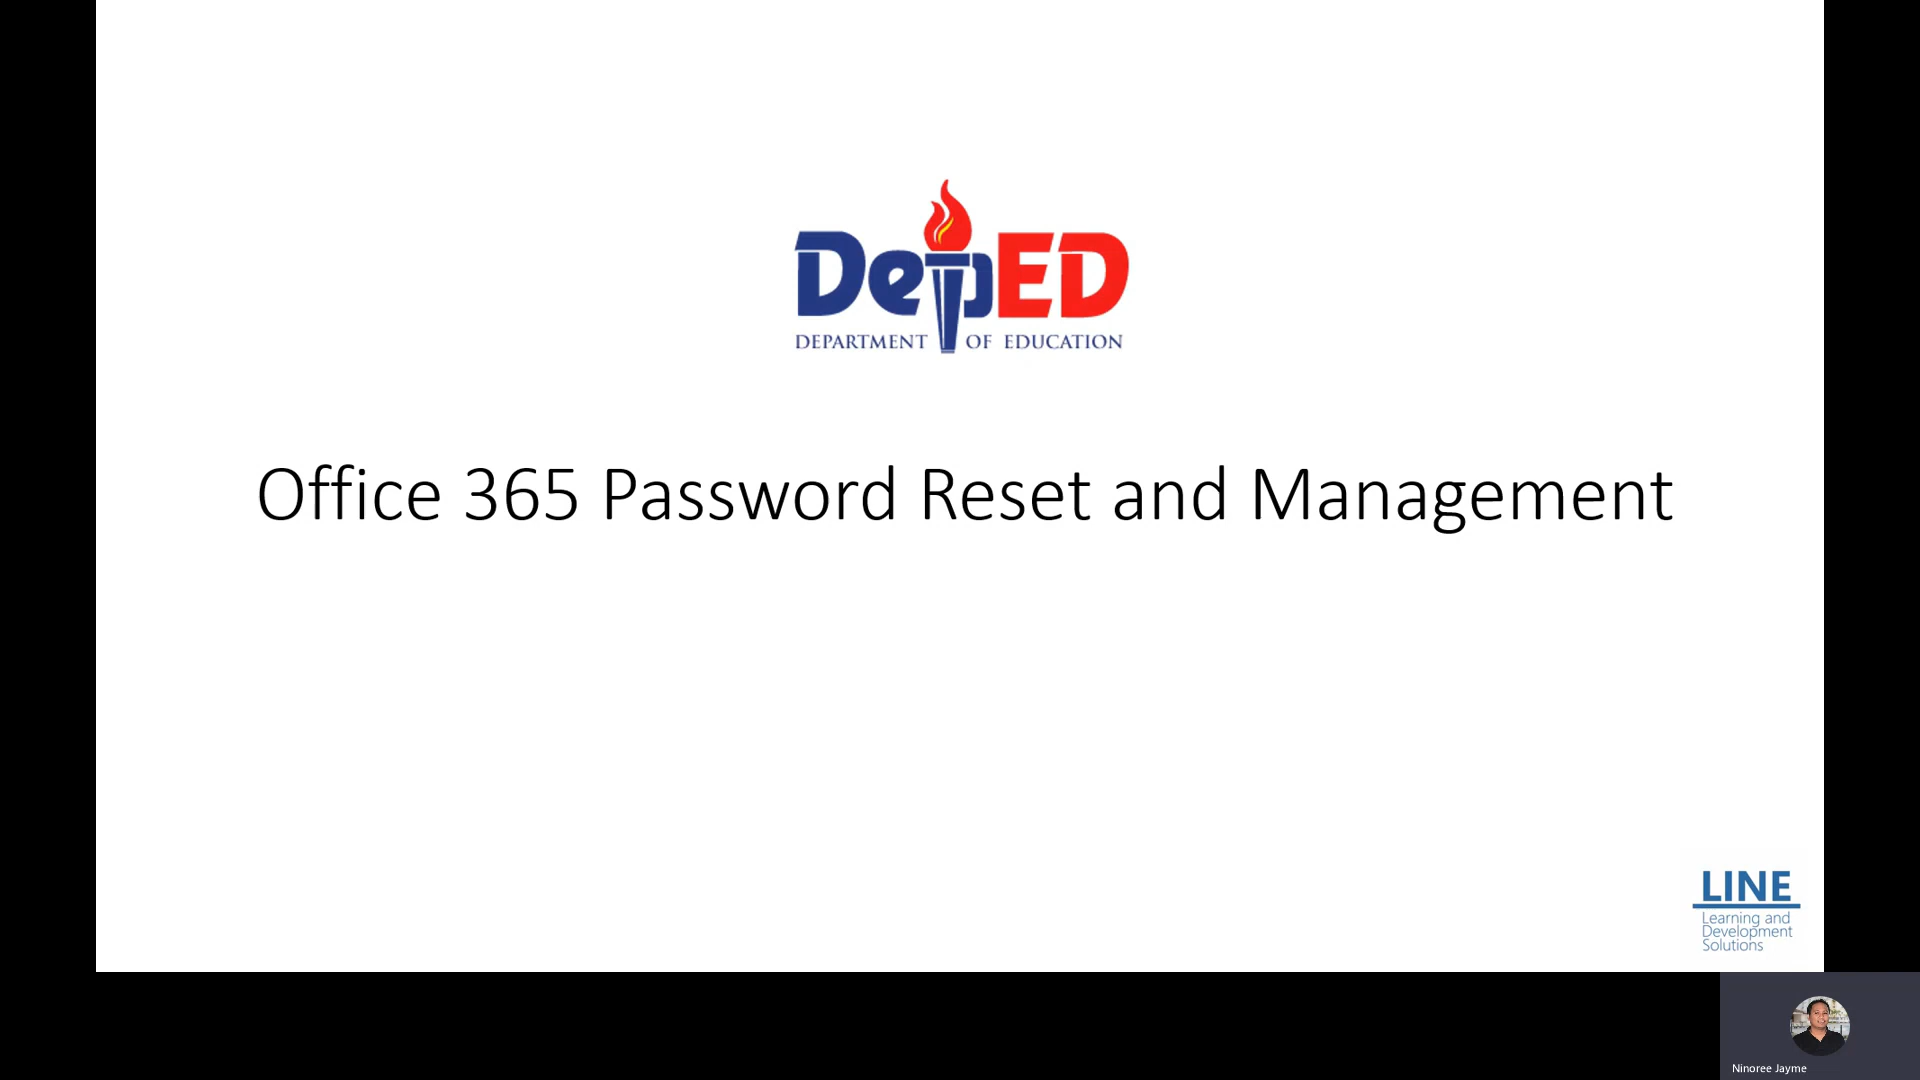 DepED
DEPARTMENT OF EDUCATION
Office 365 Password Reset and Management
LINE
Learning and
Development
Solutions
Ninoree Jayme